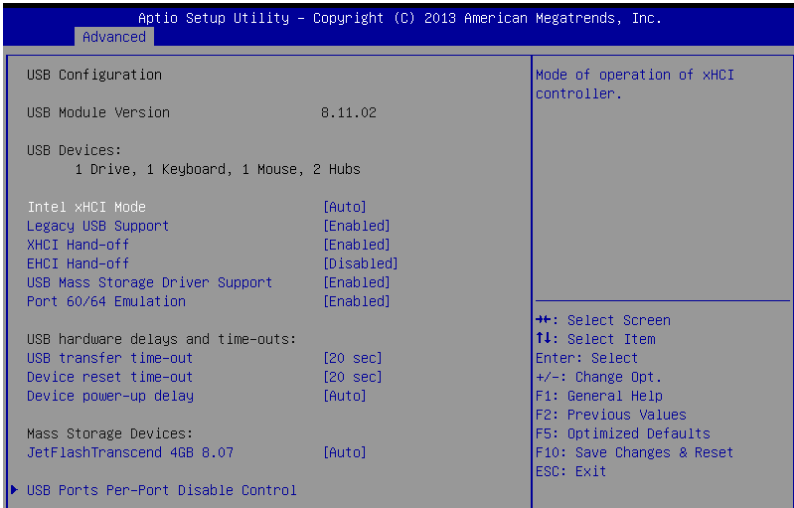 Aptio Setup Utility – Copyright (C) 2013 American Megatrends, Inc.
Advanced
USB Configuration
USB Module Version 8.11.02
USB Devices:
1 Drive, 1 Keyboard, 1 Mouse, 2 Hubs
Intel xHCI Mode [Auto]
Legacy USB Support [Enabled]
XHCI Hand-off [Enabled]
EHCI Hand-off [Disabled]
USB Mass Storage Driver Support [Enabled]
Port 60/64 Emulation [Enabled]
USB hardware delays and time-outs:
USB transfer time-out [20 sec]
Device reset time-out [20 sec]
Device power-up delay [Auto]
Mass Storage Devices:
JetFlashTranscend 4GB 8.07 [Auto]
USB Ports Per-Port Disable Control
Mode of operation of xHCI
controller.
→←: Select Screen
↑↓: Select Item
Enter: Select
+/-: Change Opt.
F1: General Help
F2: Previous Values
F5: Optimized Defaults
F10: Save Changes & Reset
ESC: Exit